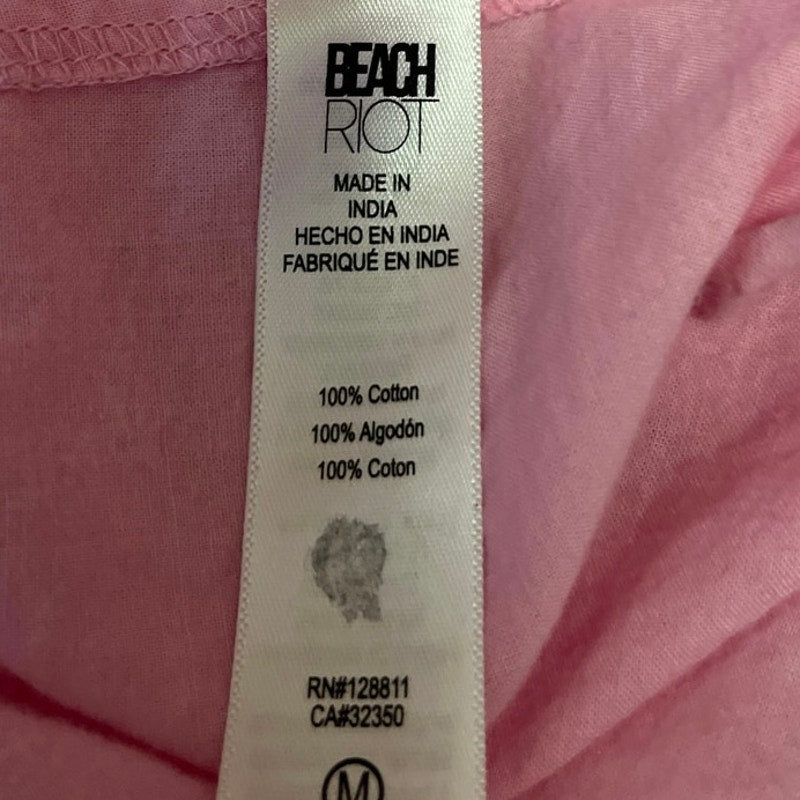 BEACH
RIOT
MADE IN
INDIA
HECHO EN INDIA
FABRIQUÉ EN INDE
100% Cotton
100% Algodón
100% Coton
RN#128811
CA#32350
M